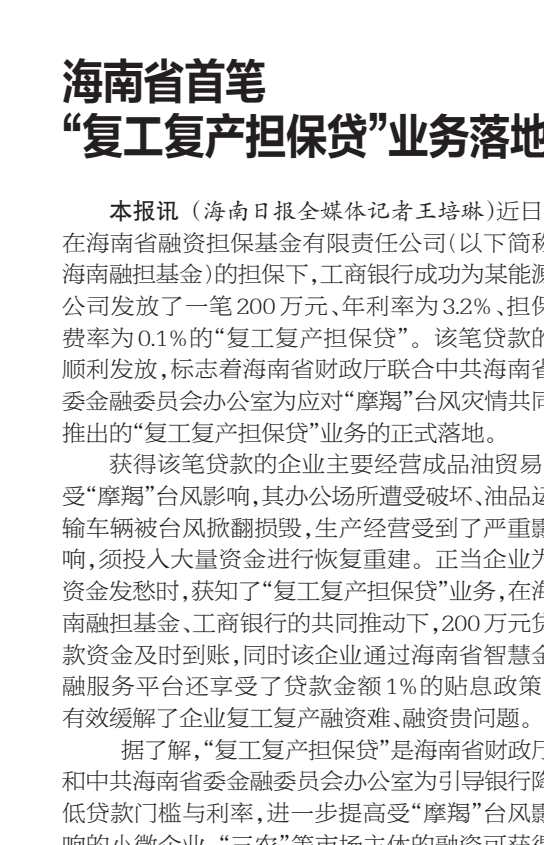 海南省首笔
“复工复产担保贷”业务落地
本报讯（海南日报全媒体记者王培琳）近日
在海南省融资担保基金有限责任公司（以下简称
海南融担基金）的担保下，工商银行成功为某能源
公司发放了一笔200万元、年利率为3.2%、担保
费率为0.1%的“复工复产担保贷”。该笔贷款的
顺利发放，标志着海南省财政厅联合中共海南省
委金融委员会办公室为应对“摩羯”台风灾情共同
推出的“复工复产担保贷”业务的正式落地。
获得该笔贷款的企业主要经营成品油贸易
受“摩羯”台风影响，其办公场所遭受破坏、油品运
输车辆被台风掀翻损毁，生产经营受到了严重影
响，须投入大量资金进行恢复重建。正当企业为
资金发愁时，获知了“复工复产担保贷”业务，在海
南融担基金、工商银行的共同推动下，200万元贷
款资金及时到账，同时该企业通过海南省智慧金
融服务平台还享受了贷款金额1%的贴息政策
有效缓解了企业复工复产融资难、融资贵问题。
据了解，“复工复产担保贷”是海南省财政厅
和中共海南省委金融委员会办公室为引导银行降
低贷款门槛与利率，进一步提高受“摩羯”台风影
响的小微企业、“三农”等市场主体的融资可获得